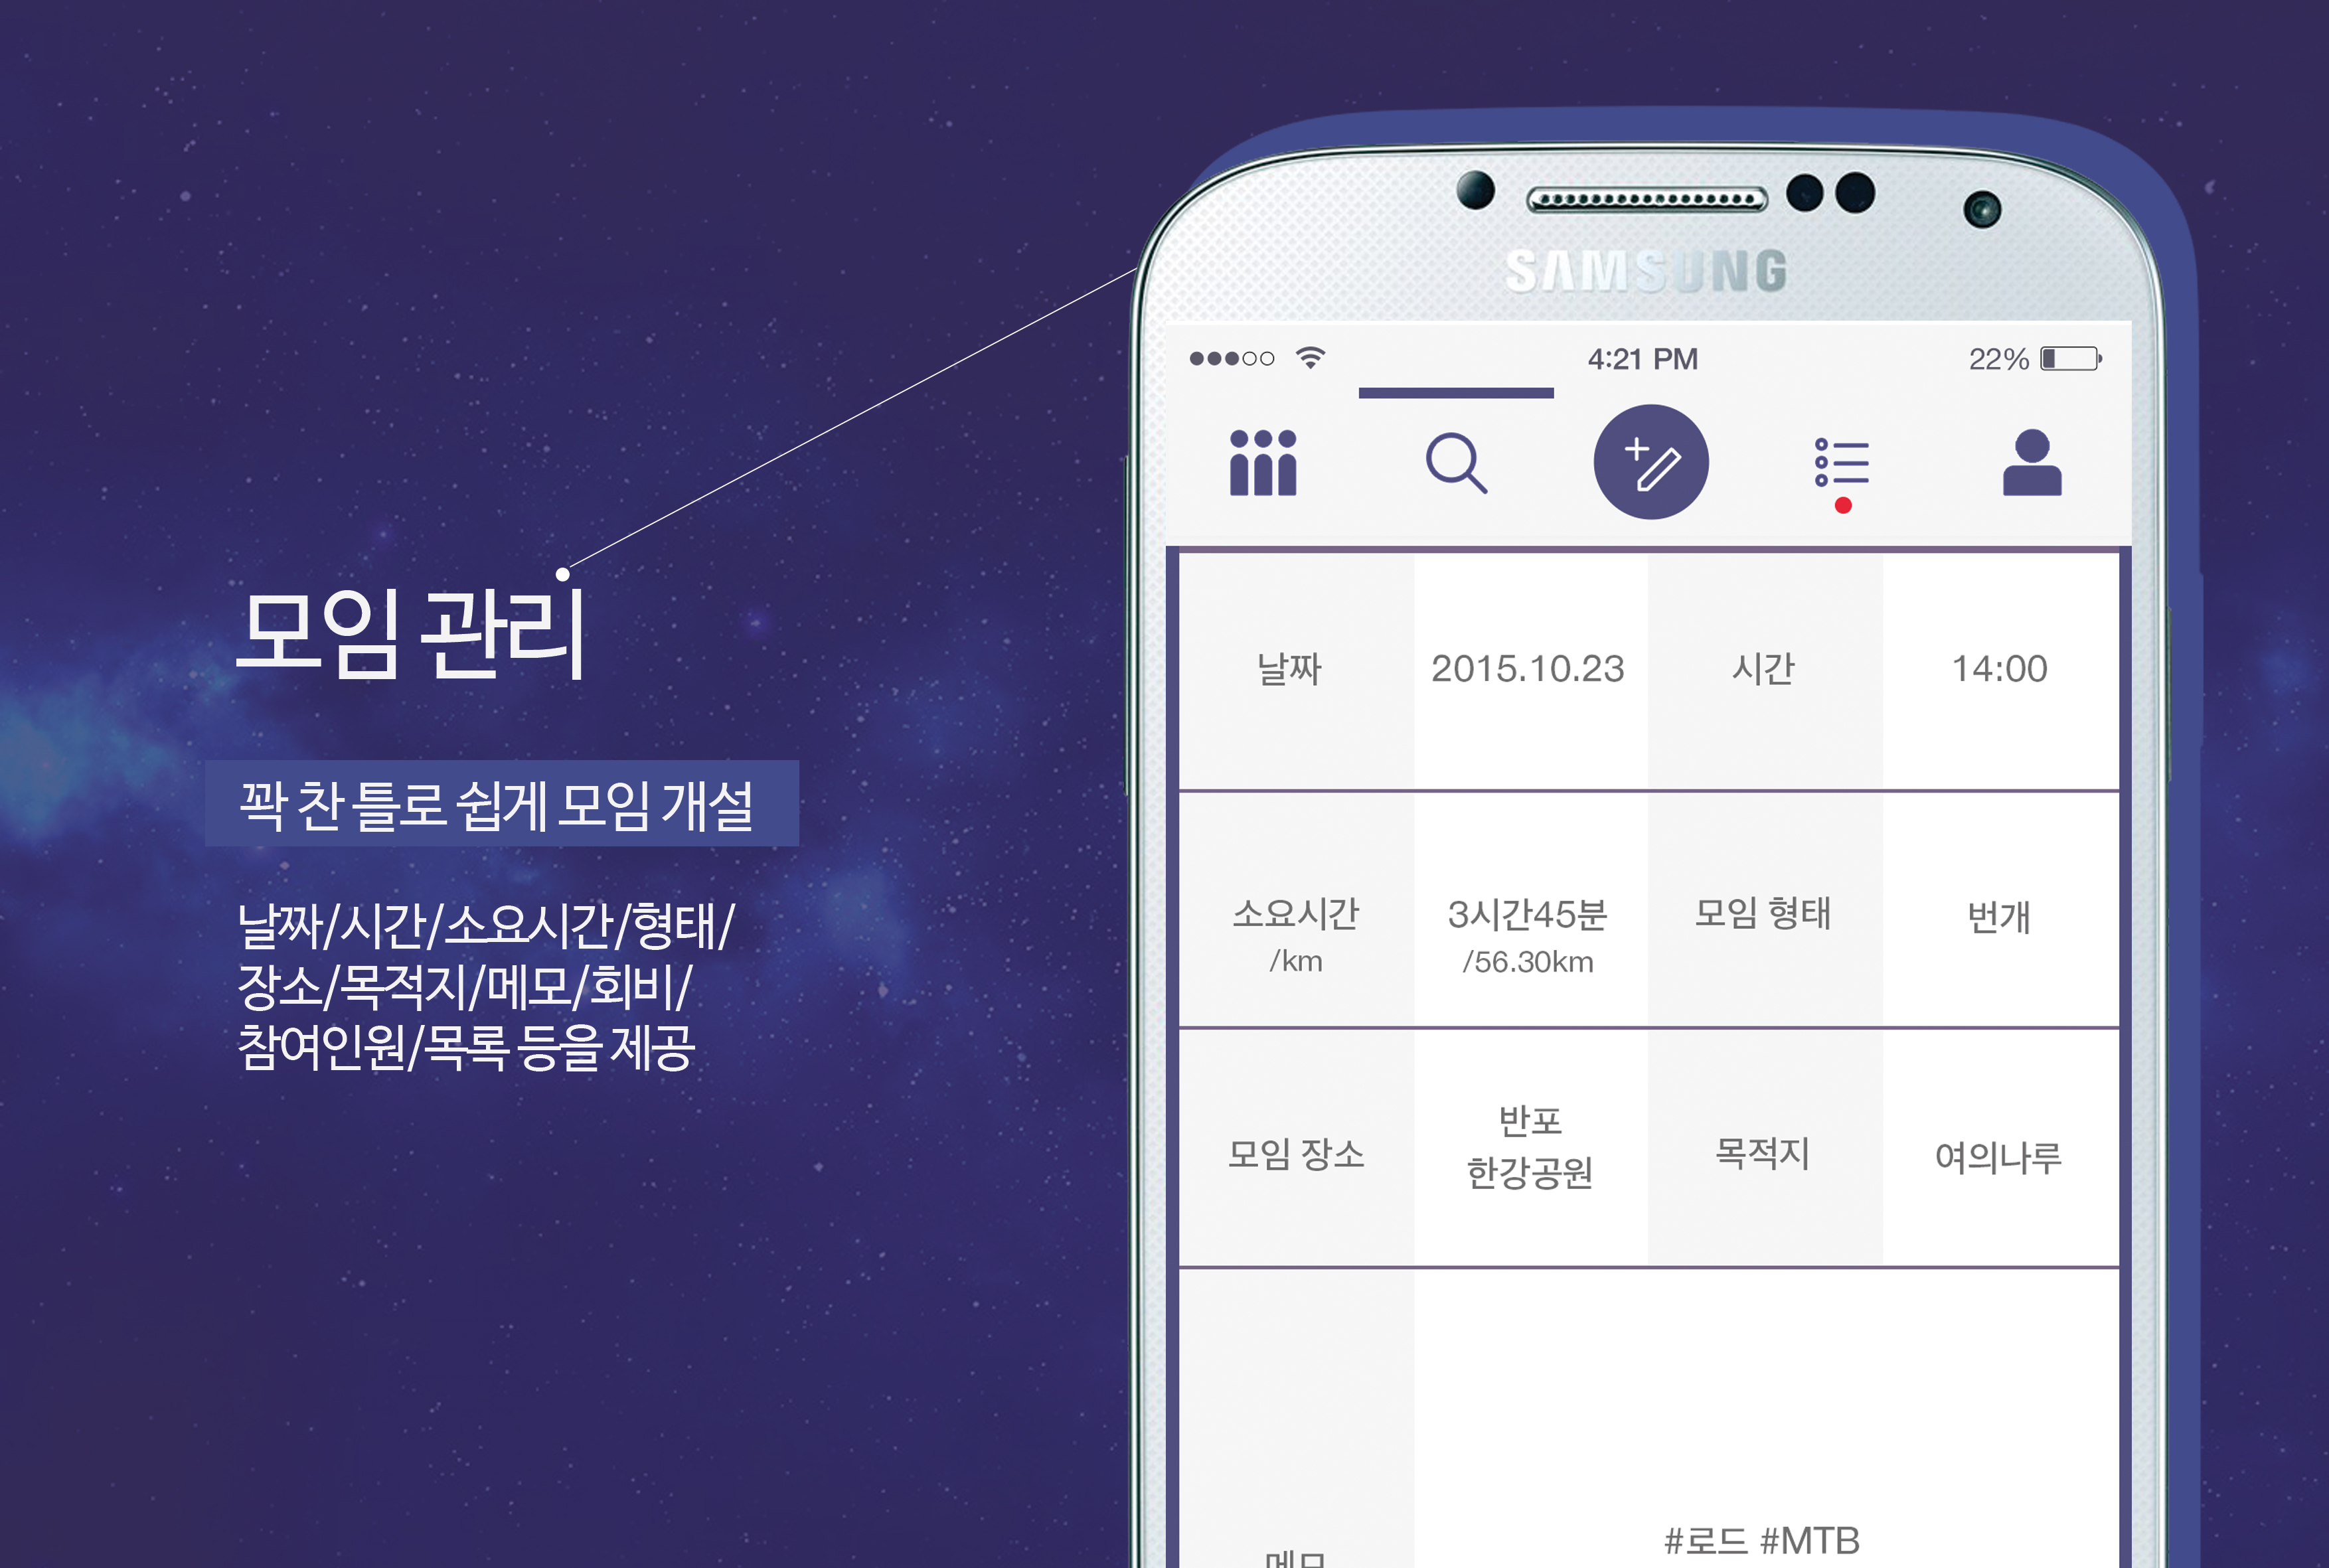 모임 관리
꽉 찬 틀로 쉽게 모임 개설
날짜/시간/소요시간/형태/
장소/목적지/메모/회비/
참여인원/목록 등을 제공
SAMSUNG
4:21 PM
22%
날짜
2015.10.23
시간
14:00
소요시간
/km
3시간45분
/56.30km
모임 형태
번개
모임 장소
반포
한강공원
목적지
여의나루
메모
#로드 #MTB